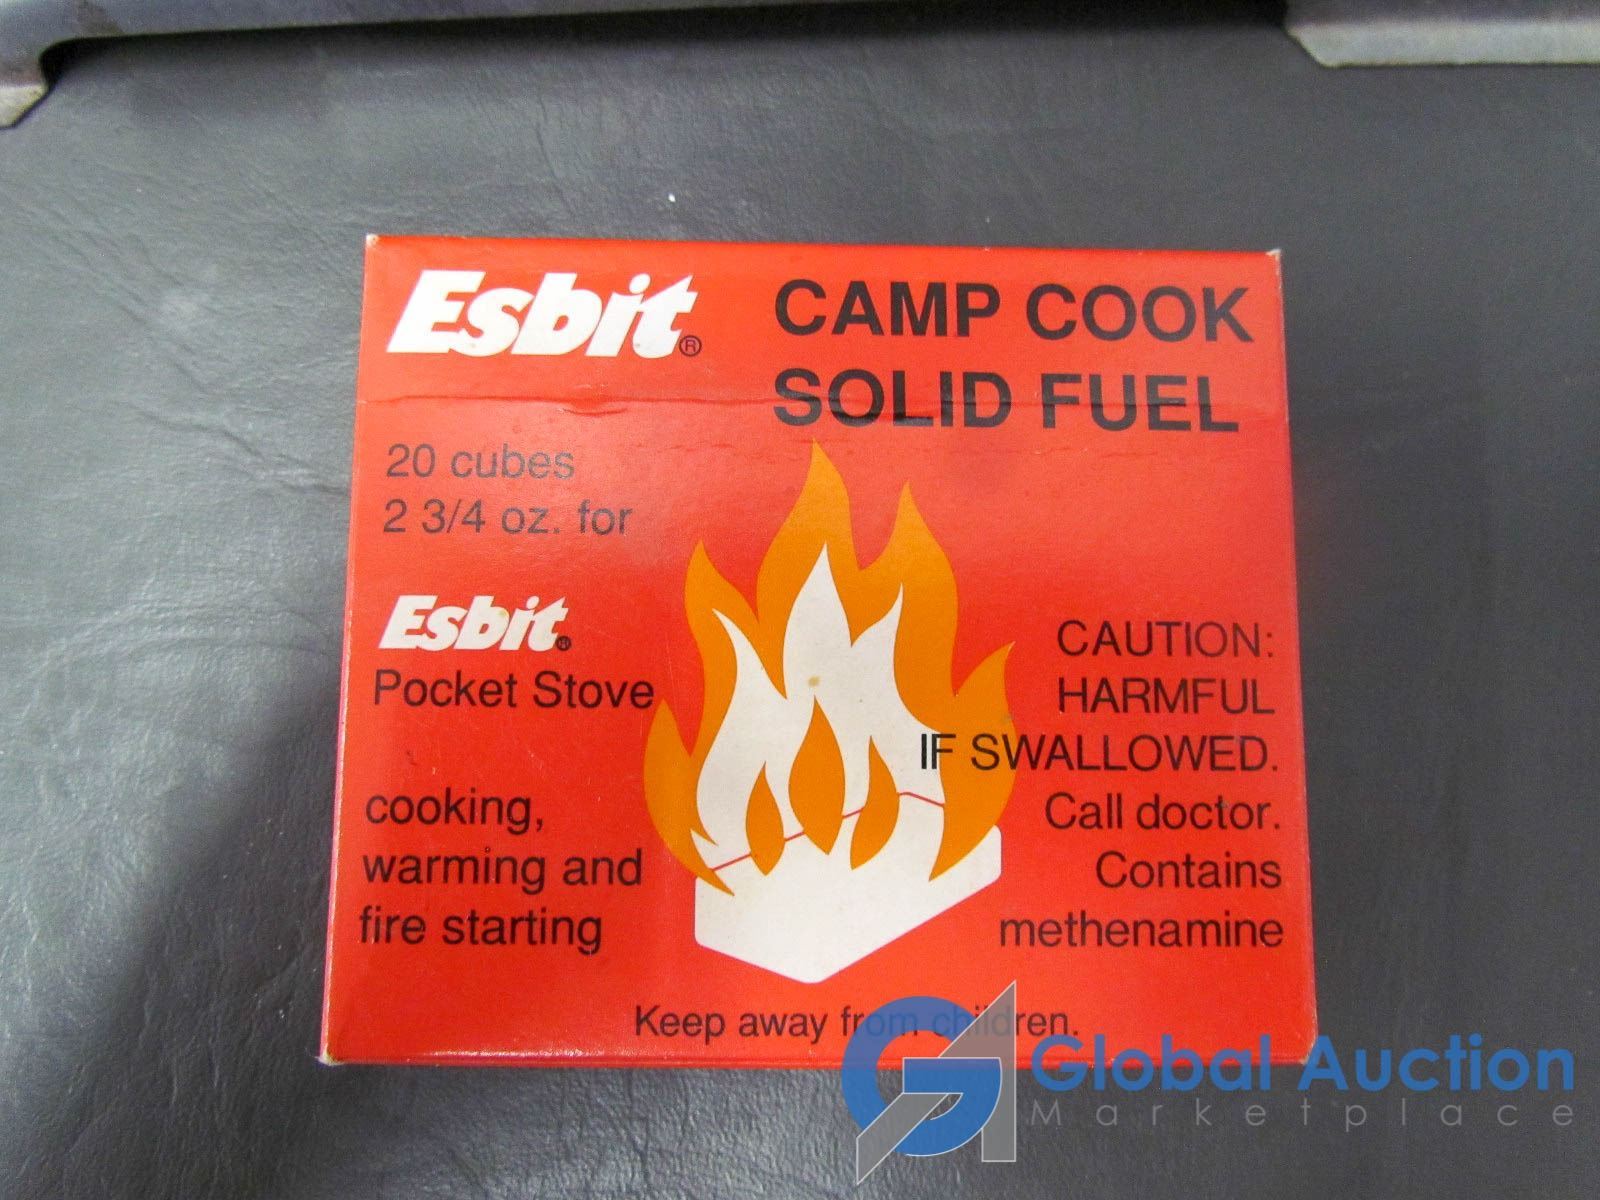 Esbit®
CAMP COOK
SOLID FUEL
20 cubes
2 3/4 oz. for
Esbit®
Pocket Stove
cooking,
warming and
fire starting
CAUTION:
HARMFUL
IF SWALLOWED.
Call doctor.
Contains
methenamine
Keep away from children.
Global Auction
Marketplace